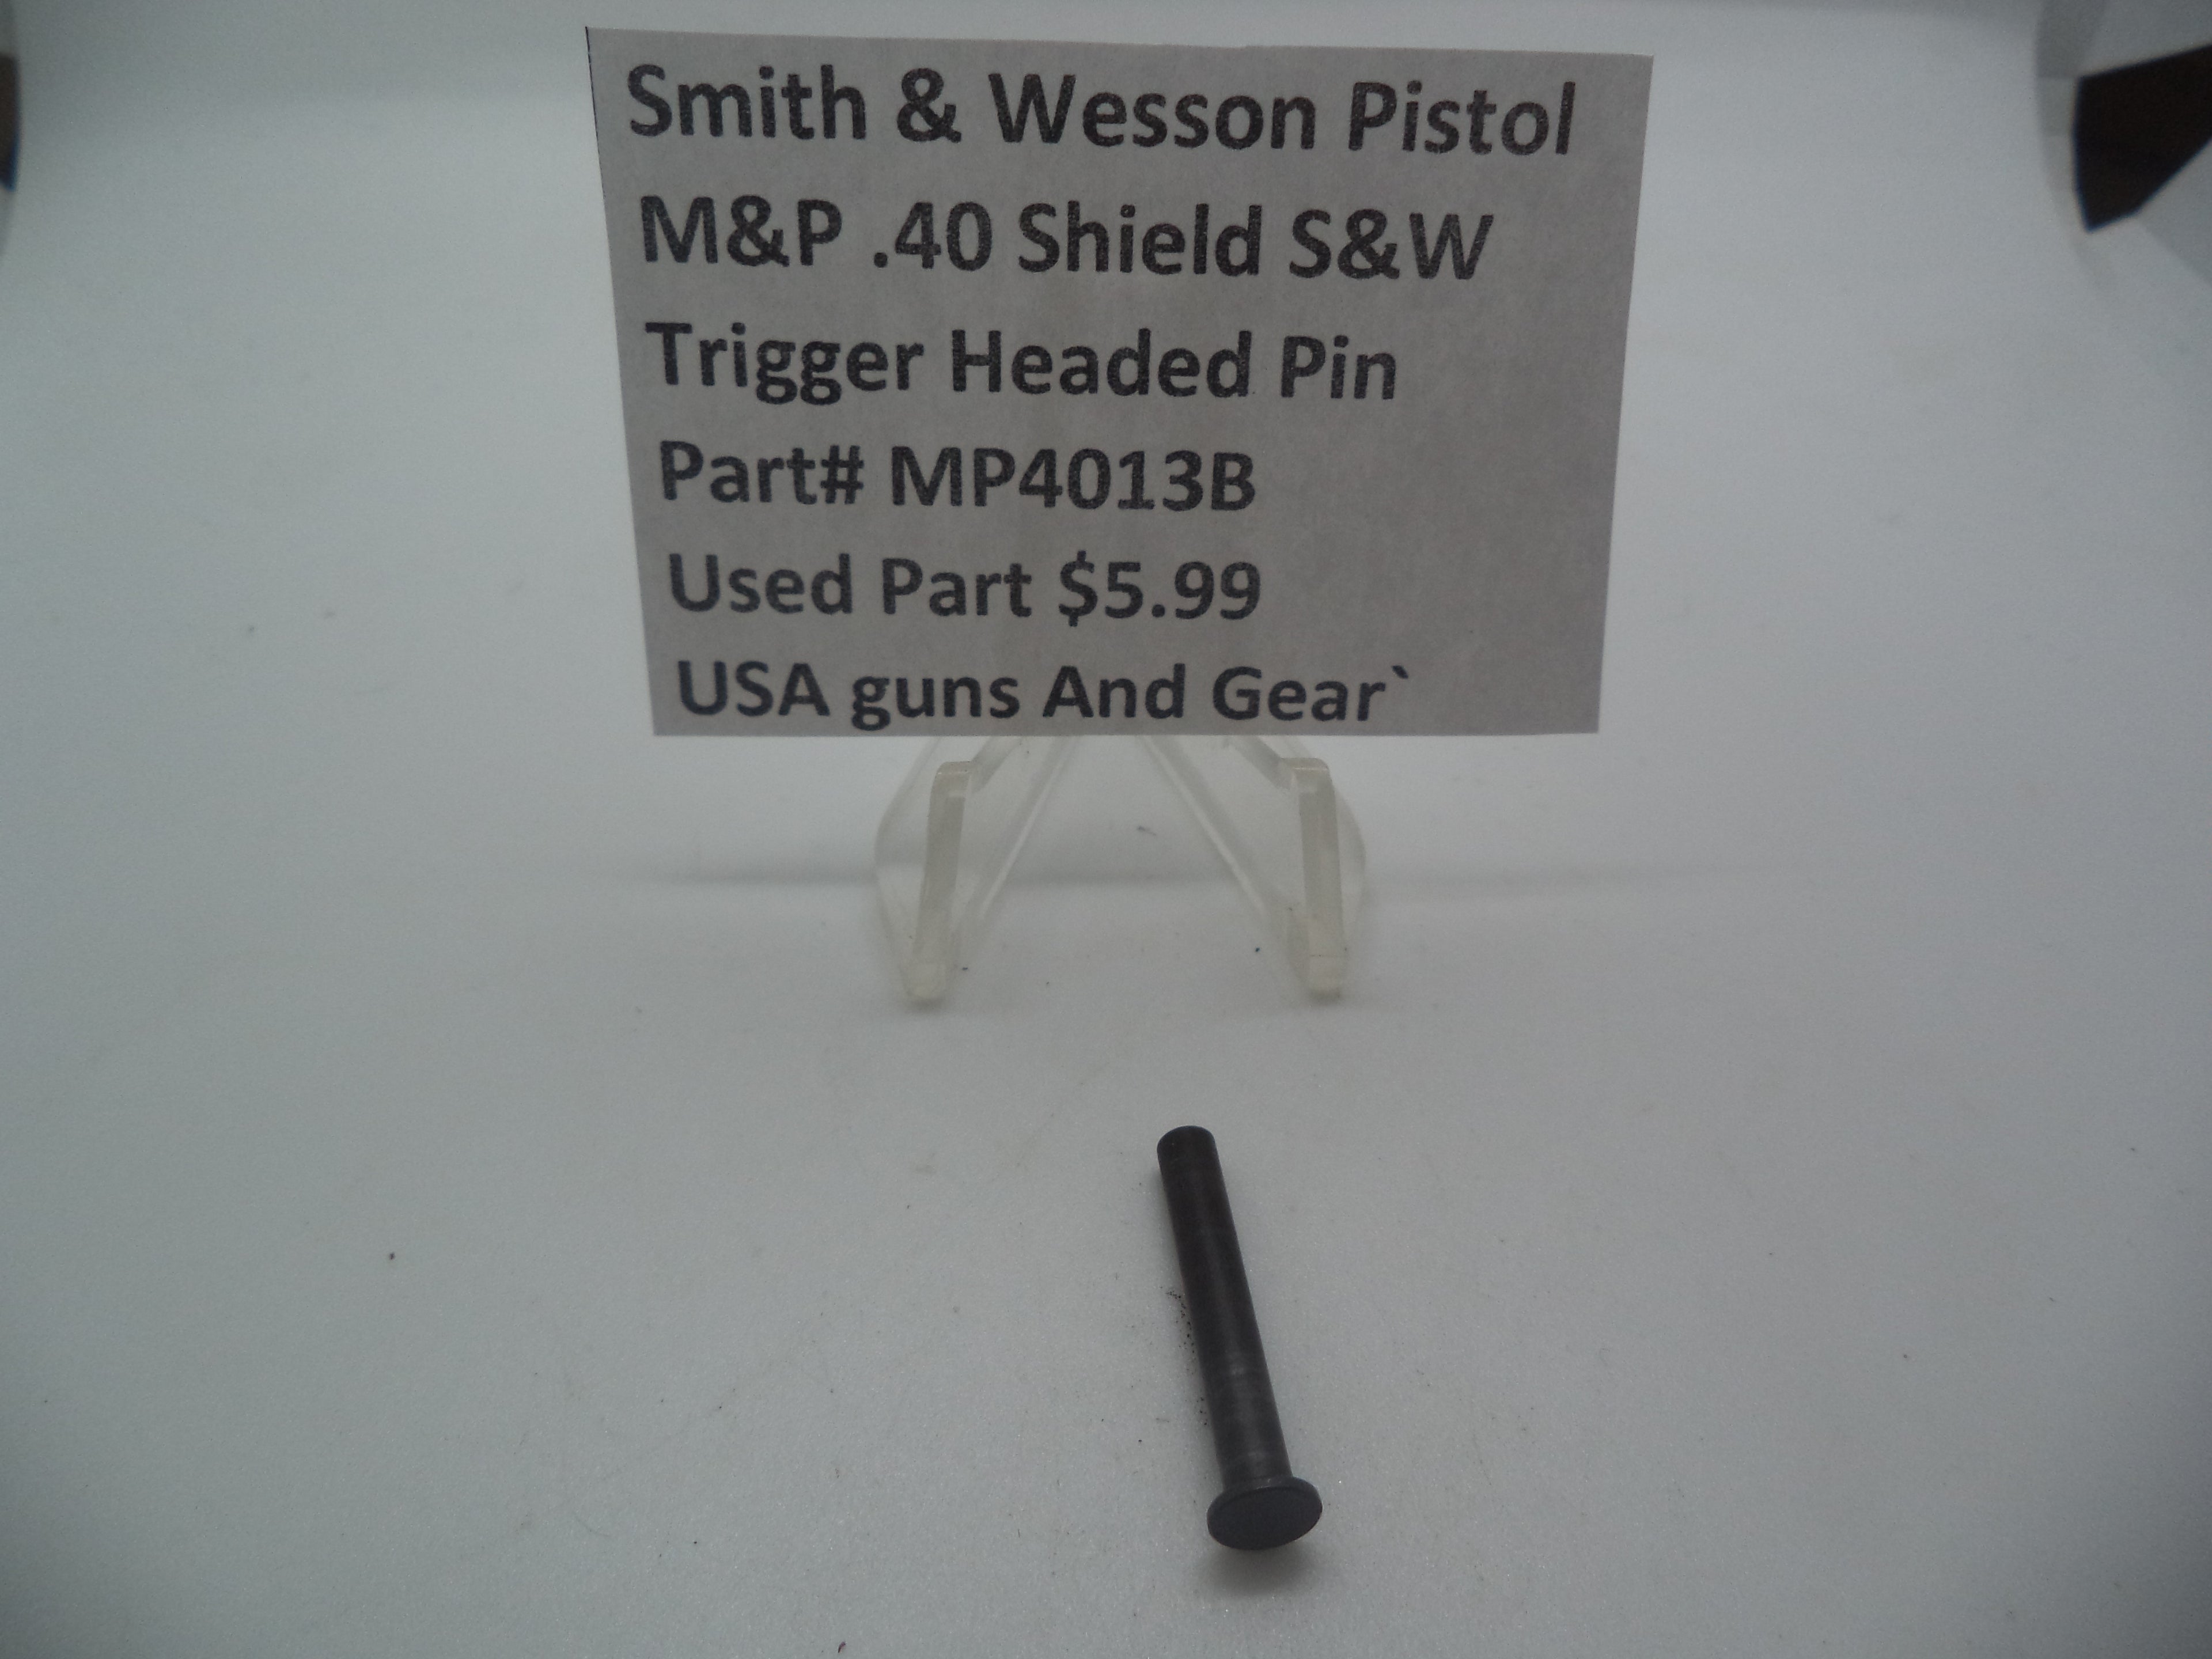 Smith & Wesson Pistol
M&P .40 Shield S&W
Trigger Headed Pin
Part# MP4013B
Used Part $5.99
USA guns And Gear`